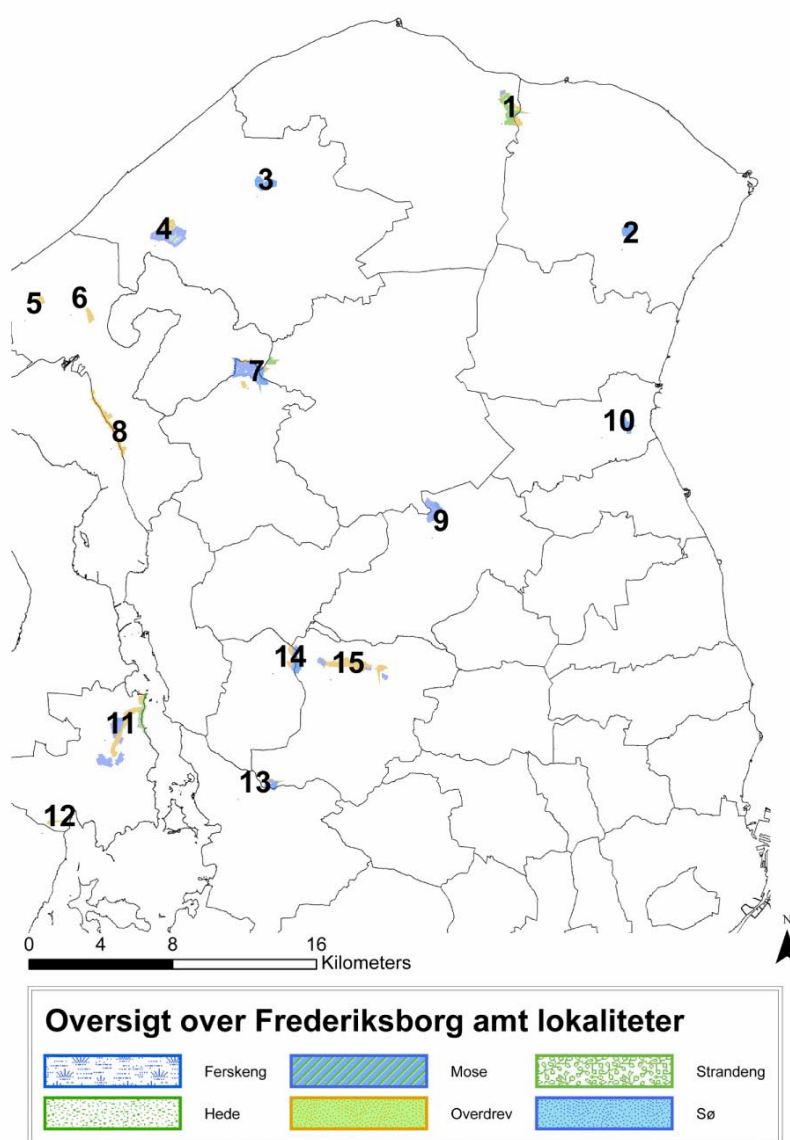 1
3
2
4
5 6
7
8
10
9
14 15
11
13
12
0 4 8 16
Kilometers
N
Oversigt over Frederiksborg amt lokaliteter
Ferskeng Mose Strandeng
Hede Overdrev Sø